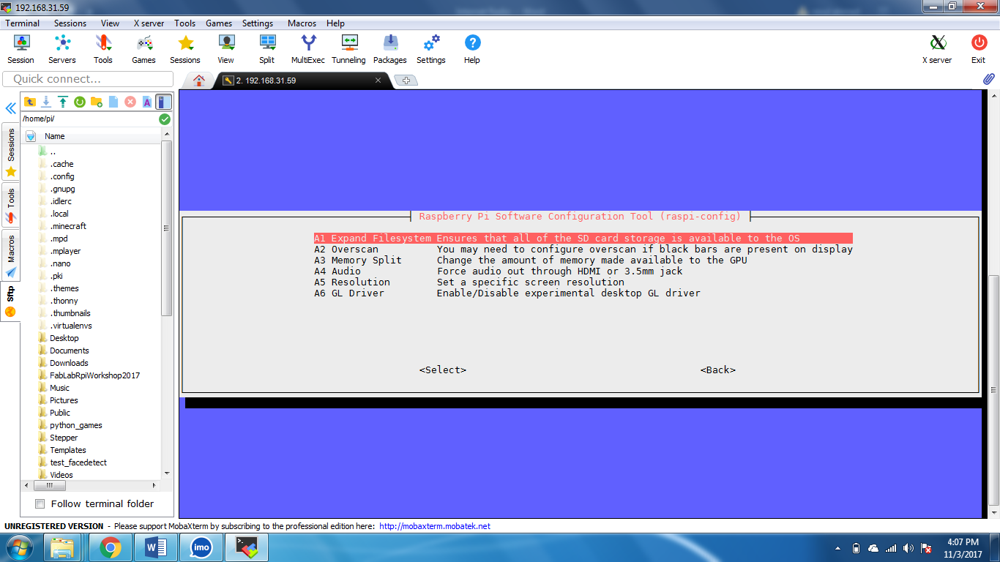 192.168.31.59
Terminal Sessions View X server Tools Games Settings Macros Help
Session Servers Tools Games Sessions View Split MultiExec Tunneling Packages Settings Help X server Exit
Quick connect...
2. 192.168.31.59
/home/pi/
Name
..
.cache
.config
.gnupg
.idlerc
.local
.minecraft
.mpd
.mplayer
.nano
.pki
.themes
.thonny
.thumbnails
.virtualenvs
Desktop
Documents
Downloads
FabLabRpiWorkshop2017
Music
Pictures
Public
python_games
Stepper
Templates
test_facedetect
Videos
Follow terminal folder
Sessions
Tools
Macros
Sftp
Raspberry Pi Software Configuration Tool (raspi-config)
A1 Expand Filesystem Ensures that all of the SD card storage is available to the OS
A2 Overscan You may need to configure overscan if black bars are present on display
A3 Memory Split Change the amount of memory made available to the GPU
A4 Audio Force audio out through HDMI or 3.5mm jack
A5 Resolution Set a specific screen resolution
A6 GL Driver Enable/Disable experimental desktop GL driver
<Select> <Back>
UNREGISTERED VERSION - Please support MobaXterm by subscribing to the professional edition here: http://mobaxterm.mobatek.net
imo
4:07 PM
11/3/2017